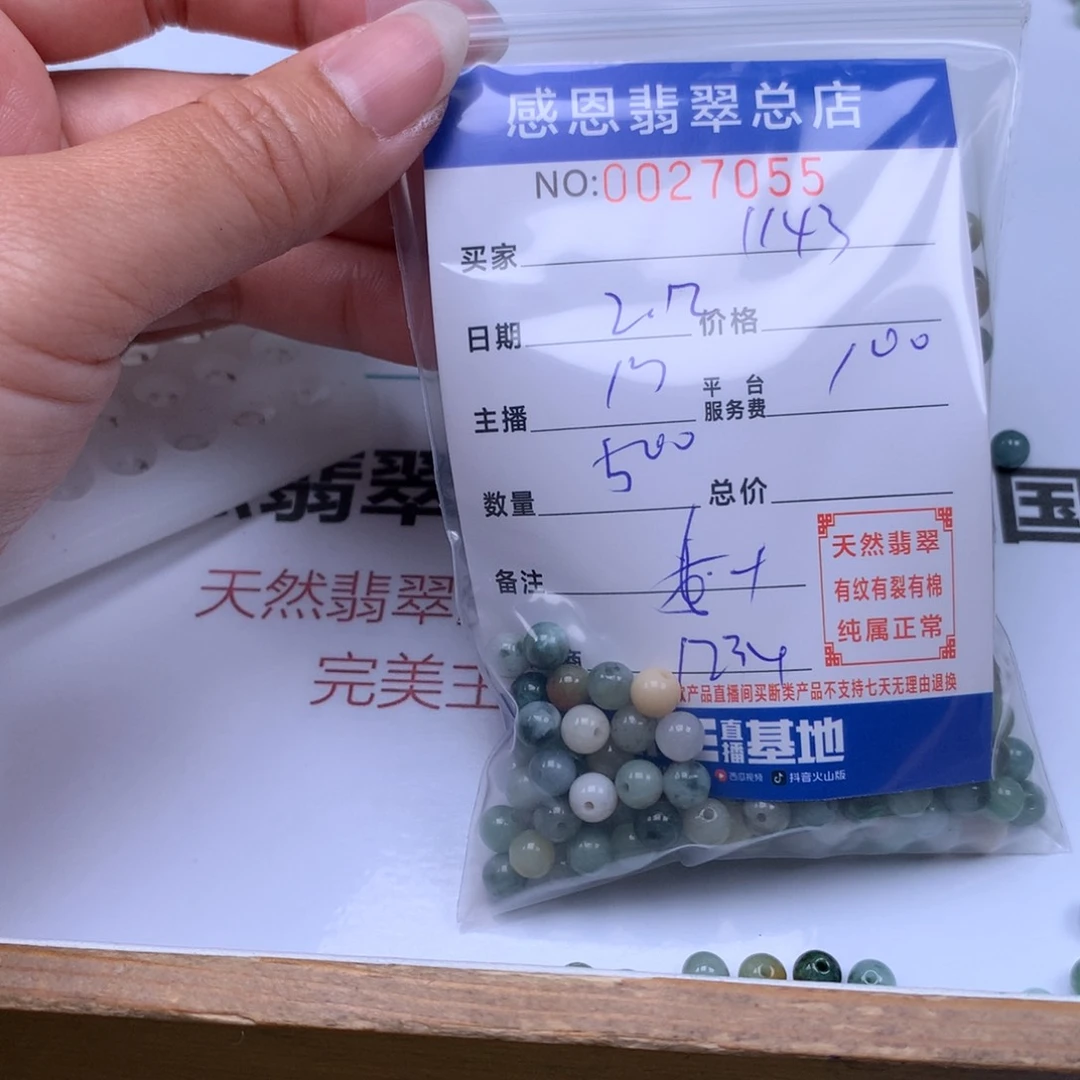 感恩翡翠总店
NO:0027055
买家 1143
日期 2.17 价格
主播 13 平台服务费 100
数量 500 总价
备注
1234
天然翡翠
有纹有裂有棉
纯属正常
产品直播间买断类产品不支持七天无理由退换
直播基地
西瓜视频 抖音火山版
翡翠
国
天然翡翠
完美